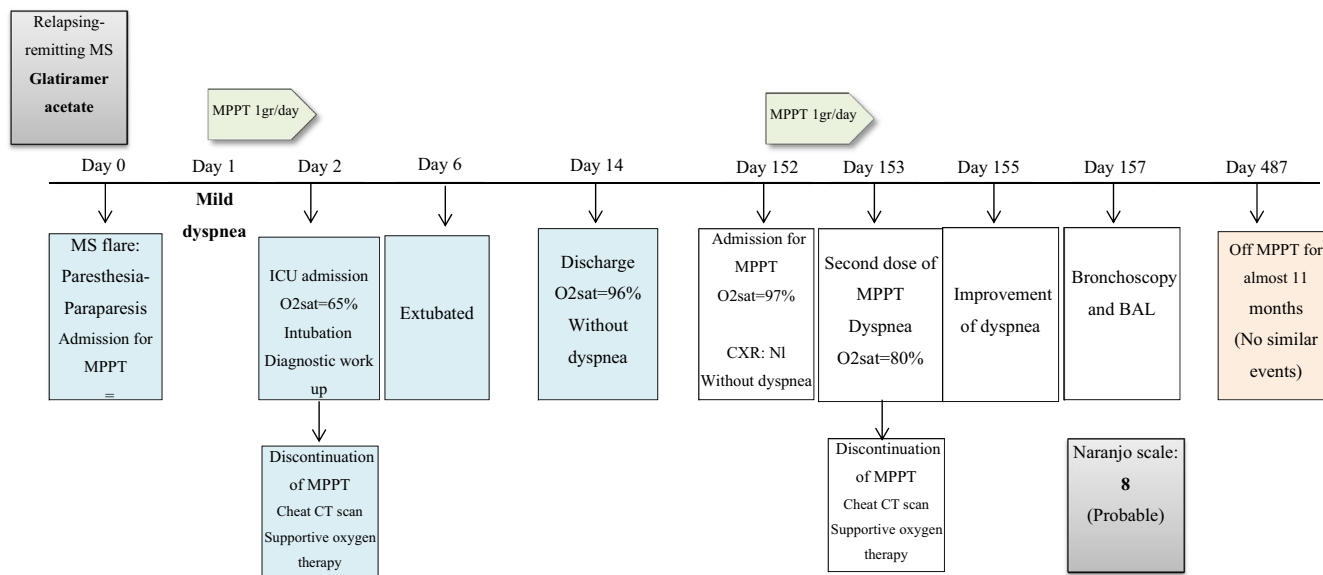 Relapsing-
remitting MS
Glatiramer
acetate
MPPT 1gr/day
MPPT 1gr/day
Day 0
Day 1
Day 2
Day 6
Day 14
Day 152
Day 153
Day 155
Day 157
Day 487
Mild
dyspnea
MS flare:
Paresthesia-
Paraparesis
Admission for
MPPT
=
ICU admission
O2sat=65%
Intubation
Diagnostic work
up
Extubated
Discharge
O2sat=96%
Without
dyspnea
Admission for
MPPT
O2sat=97%
CXR: Nl
Without dyspnea
Second dose of
MPPT
Dyspnea
O2sat=80%
Improvement
of dyspnea
Bronchoscopy
and BAL
Off MPPT for
almost 11
months
(No similar
events)
Discontinuation
of MPPT
Cheat CT scan
Supportive oxygen
therapy
Discontinuation
of MPPT
Cheat CT scan
Supportive oxygen
therapy
Naranjo scale:
8
(Probable)